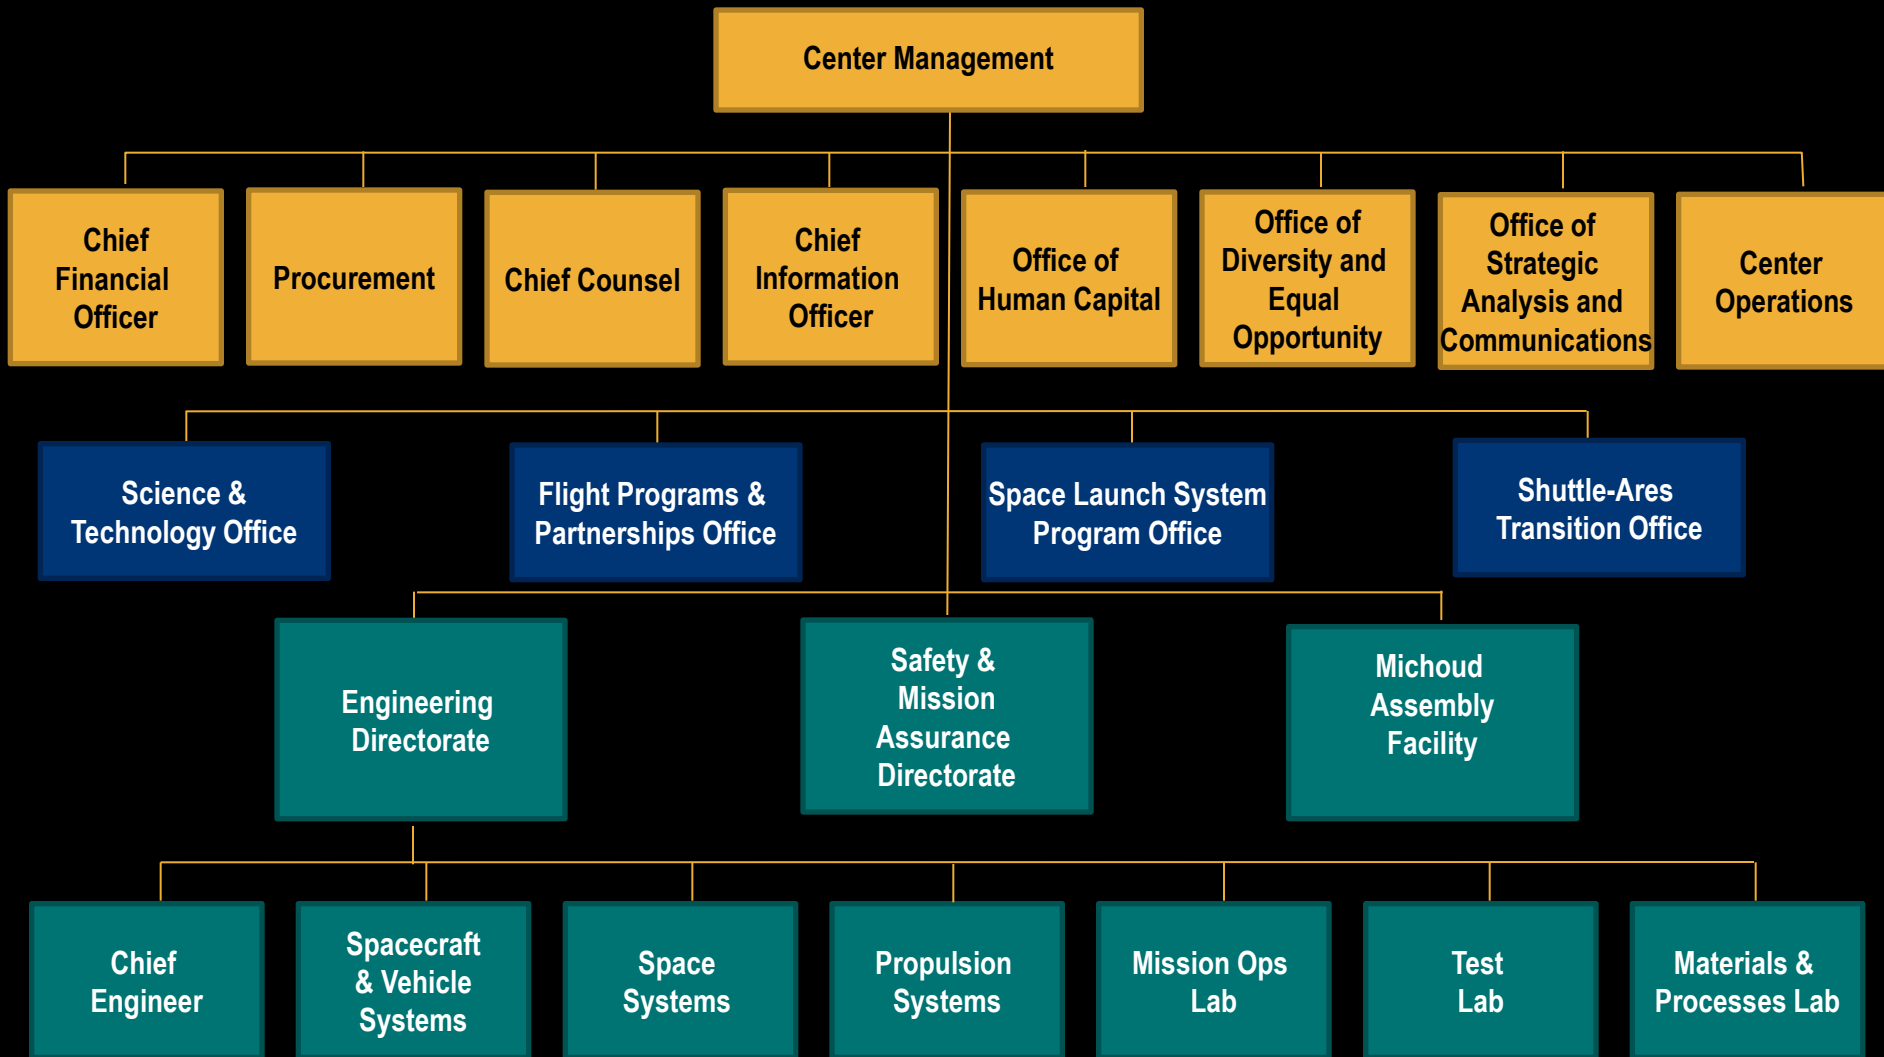 Center Management
Chief
Financial
Officer
Procurement
Chief Counsel
Chief
Information
Officer
Office of
Human Capital
Office of
Diversity and
Equal
Opportunity
Office of
Strategic
Analysis and
Communications
Center
Operations
Science &
Technology Office
Flight Programs &
Partnerships Office
Space Launch System
Program Office
Shuttle-Ares
Transition Office
Engineering
Directorate
Safety &
Mission
Assurance
Directorate
Michoud
Assembly
Facility
Chief
Engineer
Spacecraft
& Vehicle
Systems
Space
Systems
Propulsion
Systems
Mission Ops
Lab
Test
Lab
Materials &
Processes Lab